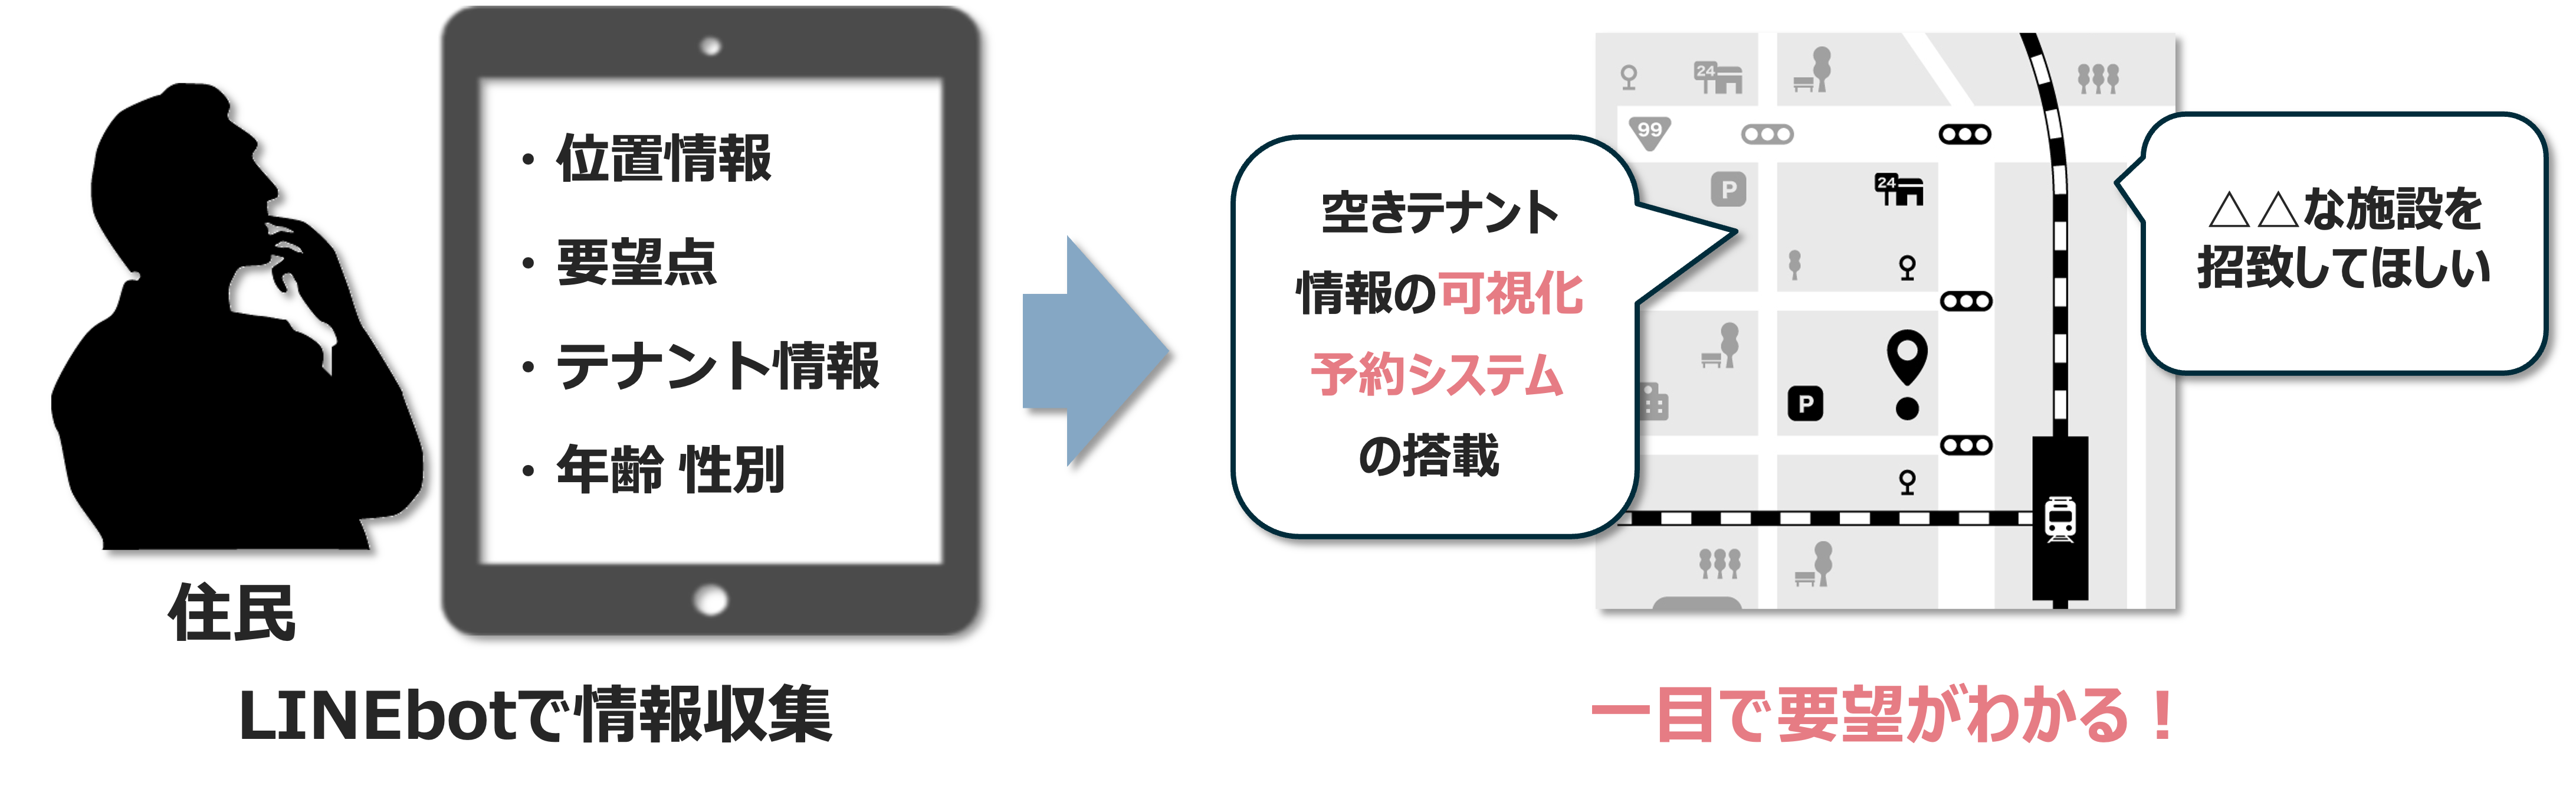 ・位置情報
・要望点
・テナント情報
・年齢 性別
住民
LINEbotで情報収集
空きテナント
情報の可視化
予約システム
の搭載
24
99
P
24
P
△△な施設を
招致してほしい
一目で要望がわかる！